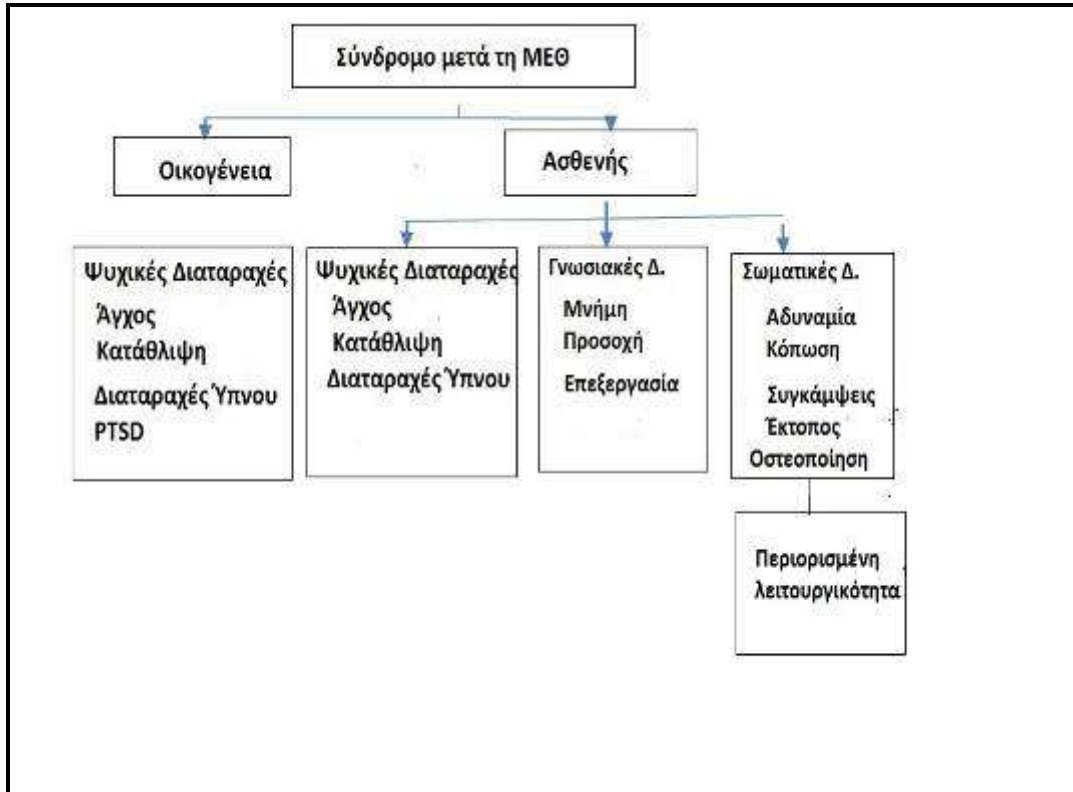 Σύνδρομο μετά τη ΜΕΘ
Οικογένεια
Ασθενής
Ψυχικές Διαταραχές
Άγχος
Κατάθλιψη
Διαταραχές Ύπνου
PTSD
Ψυχικές Διαταραχές
Άγχος
Κατάθλιψη
Διαταραχές Ύπνου
Γνωσιακές Δ.
Μνήμη
Προσοχή
Επεξεργασία
Σωματικές Δ.
Αδυναμία
Κόπωση
Συγκάμψεις
Έκτοπος
Οστεοποίηση
Περιορισμένη
λειτουργικότητα